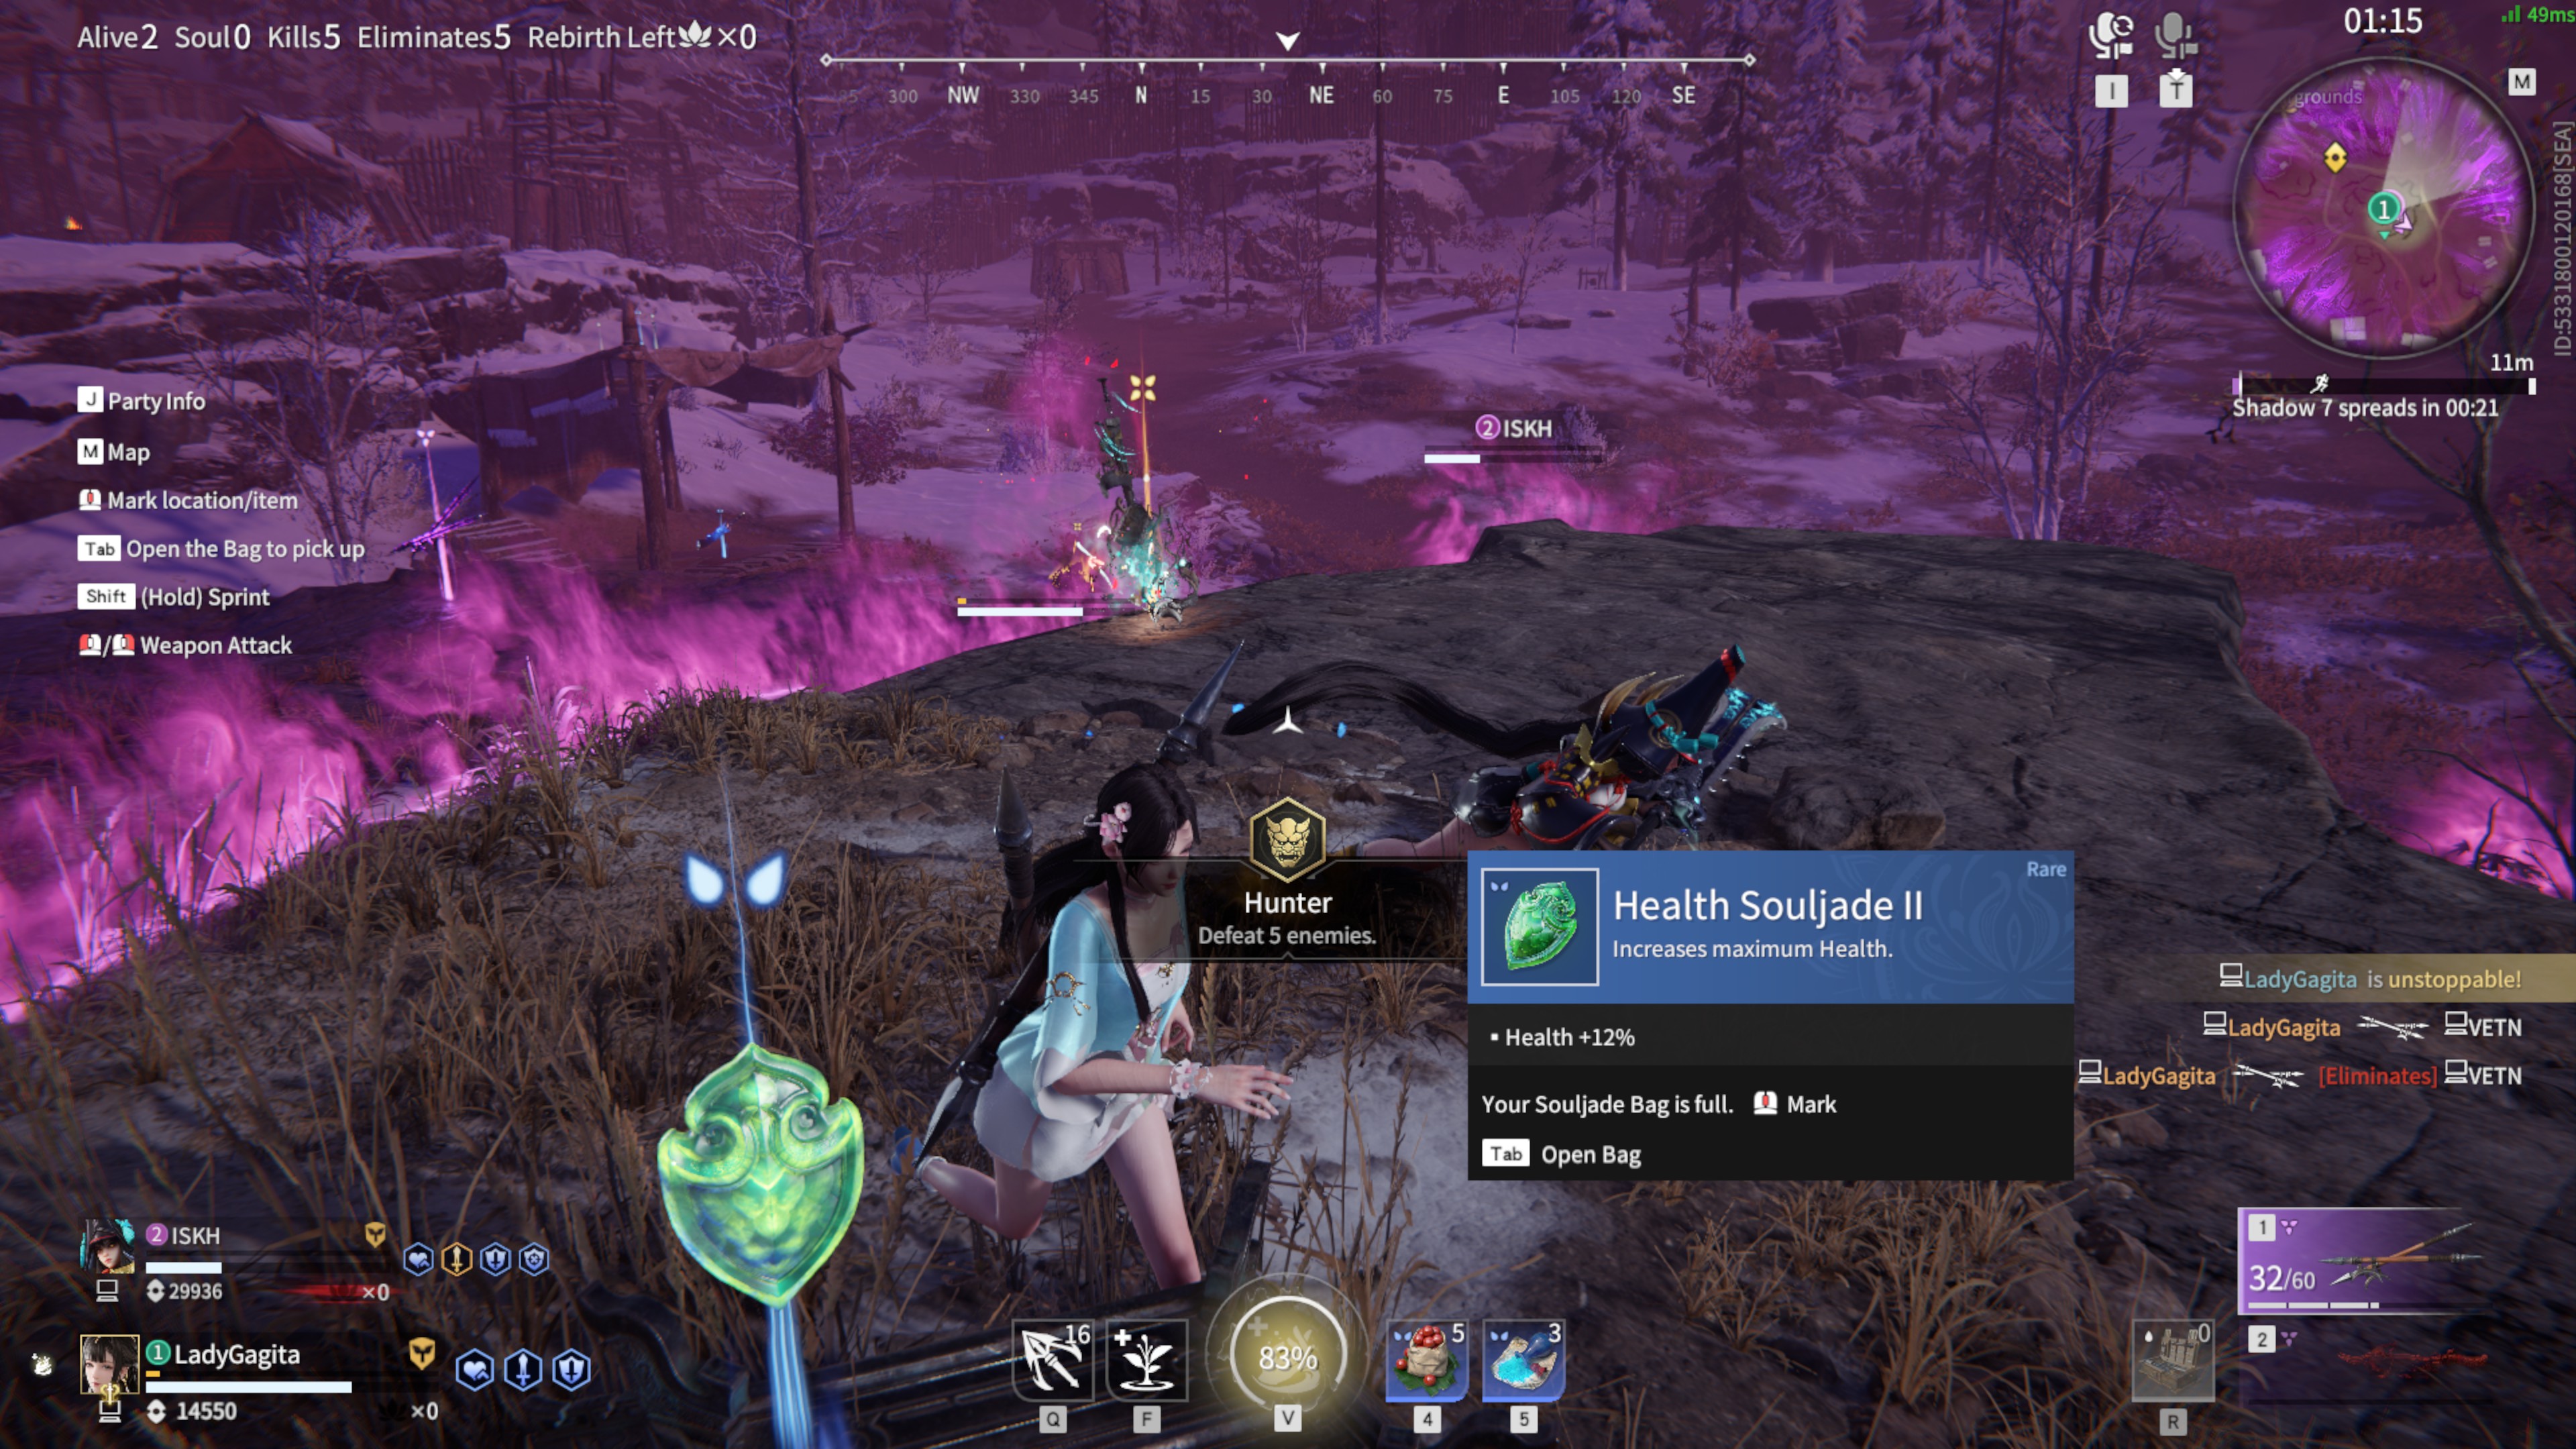 Alive2 Soul0 Kills5 Eliminates5 Rebirth Left ×0
300 NW 330 345 N 15 30 NE 60 75 E 105 120 SE
01:15
49ms
I T
M
grounds
1
ID:5331800120168[SEA]
11m
Shadow 7 spreads in 00:21
J Party Info
M Map
Mark location/item
Tab Open the Bag to pick up
Shift (Hold) Sprint
/ Weapon Attack
2 ISKH
Hunter
Defeat 5 enemies.
Rare
Health Souljade II
Increases maximum Health.
Health +12%
Your Souljade Bag is full. Mark
Tab Open Bag
LadyGagita is unstoppable!
LadyGagita VETN
LadyGagita [Eliminates] VETN
2 ISKH
29936 ×0
1 LadyGagita
14550 ×0
16
Q
F
83%
V
5
4
3
5
1
32/60
2
0
R